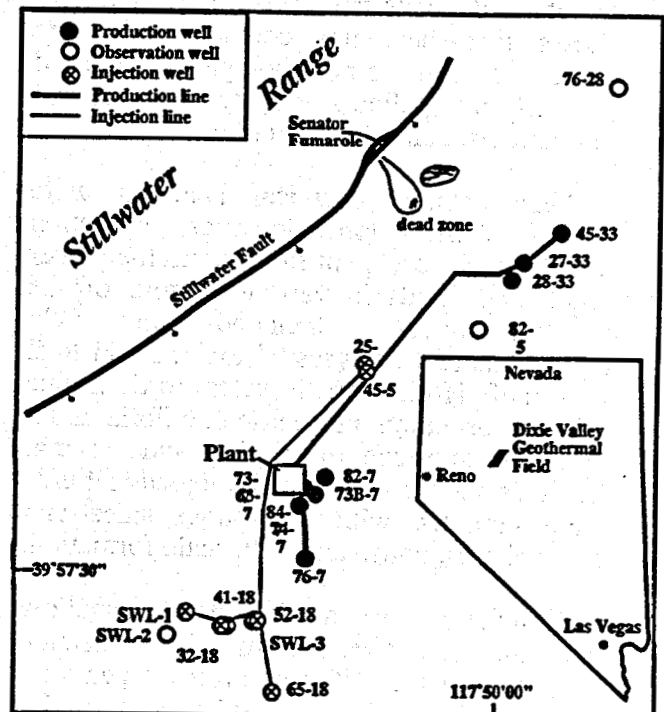 Production well
Observation well
Injection well
Production line
Injection line
Stillwater
Range
76-28
Senator
Fumarole
dead zone
45-33
27-33
28-33
Stillwater Fault
82-
5
25-
45-5
Nevada
Dixie Valley
Geothermal
Field
Reno
Las Vegas
Plant
73-
7
82-7
73B-7
84-
7
76-7
39°57'30"
41-18
SWL-1
52-18
SWL-2
SWL-3
32-18
65-18
117°50'00"